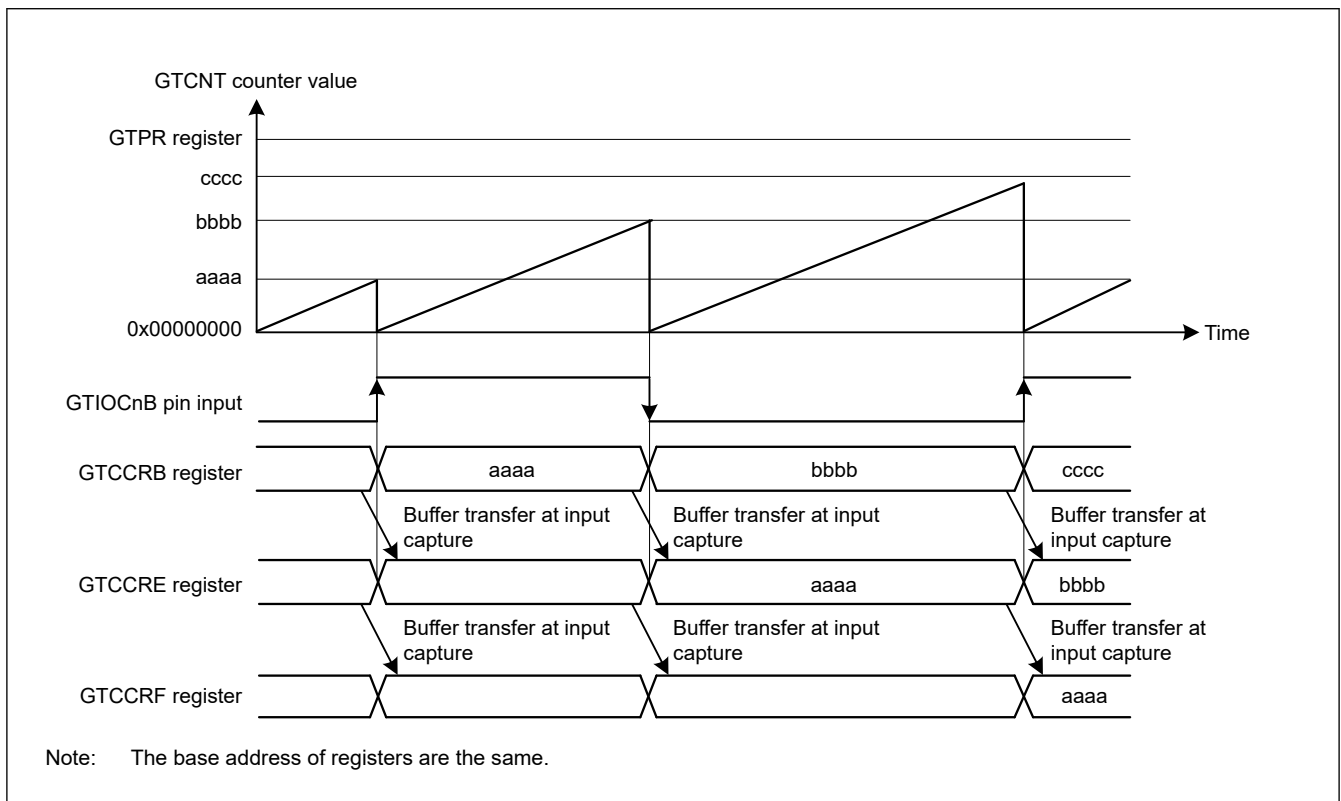 GTCNT counter value
GTPR register
cccc
bbbb
aaaa
0x00000000
Time
GTIOCnB pin input
GTCCRB register
aaaa
bbbb
cccc
Buffer transfer at input
capture
Buffer transfer at input
capture
Buffer transfer at
input capture
GTCCRE register
aaaa
bbbb
Buffer transfer at input
capture
Buffer transfer at input
capture
Buffer transfer at
input capture
GTCCRF register
aaaa
Note: The base address of registers are the same.